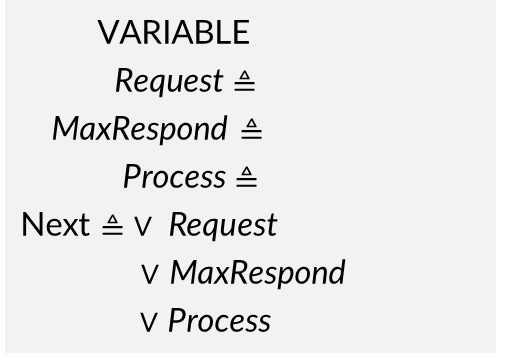 VARIABLE
Request ≜
MaxRespond ≜
Process ≜
Next ≜ ∨ Request
∨ MaxRespond
∨ Process